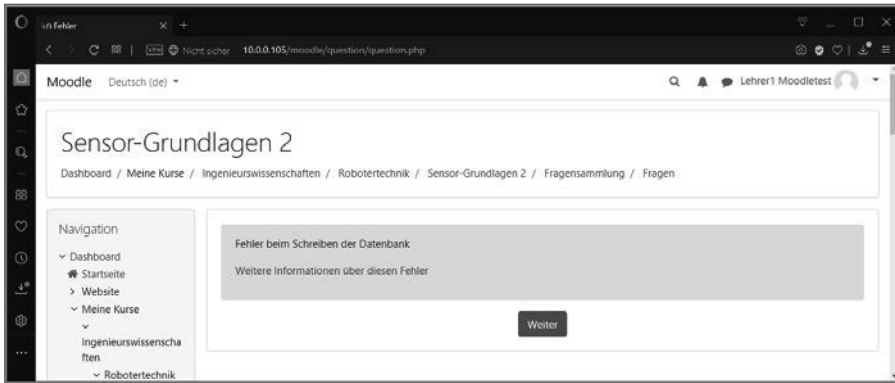 Fehler
Nicht sicher 10.0.0.105/moodle/question/question.php
Moodle Deutsch (de) Lehrer1 Moodletest
Sensor-Grundlagen 2
Dashboard / Meine Kurse / Ingenieurswissenschaften / Robotertechnik / Sensor-Grundlagen 2 / Fragensammlung / Fragen
Navigation
Dashboard
Startseite
Website
Meine Kurse
Ingenieurswissenscha
ften
Robotertechnik
Fehler beim Schreiben der Datenbank
Weitere Informationen über diesen Fehler
Weiter